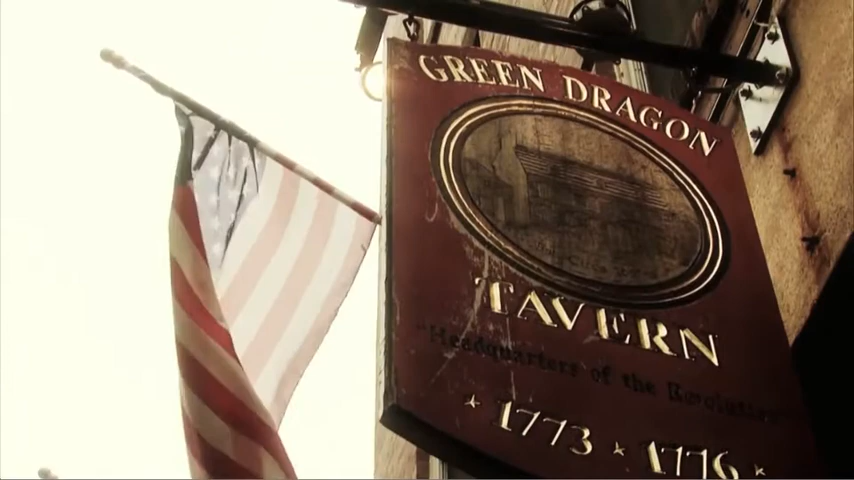 GREEN DRAGON
TAVERN
"Headquarters of the Revolution"
1773 ★ 1776